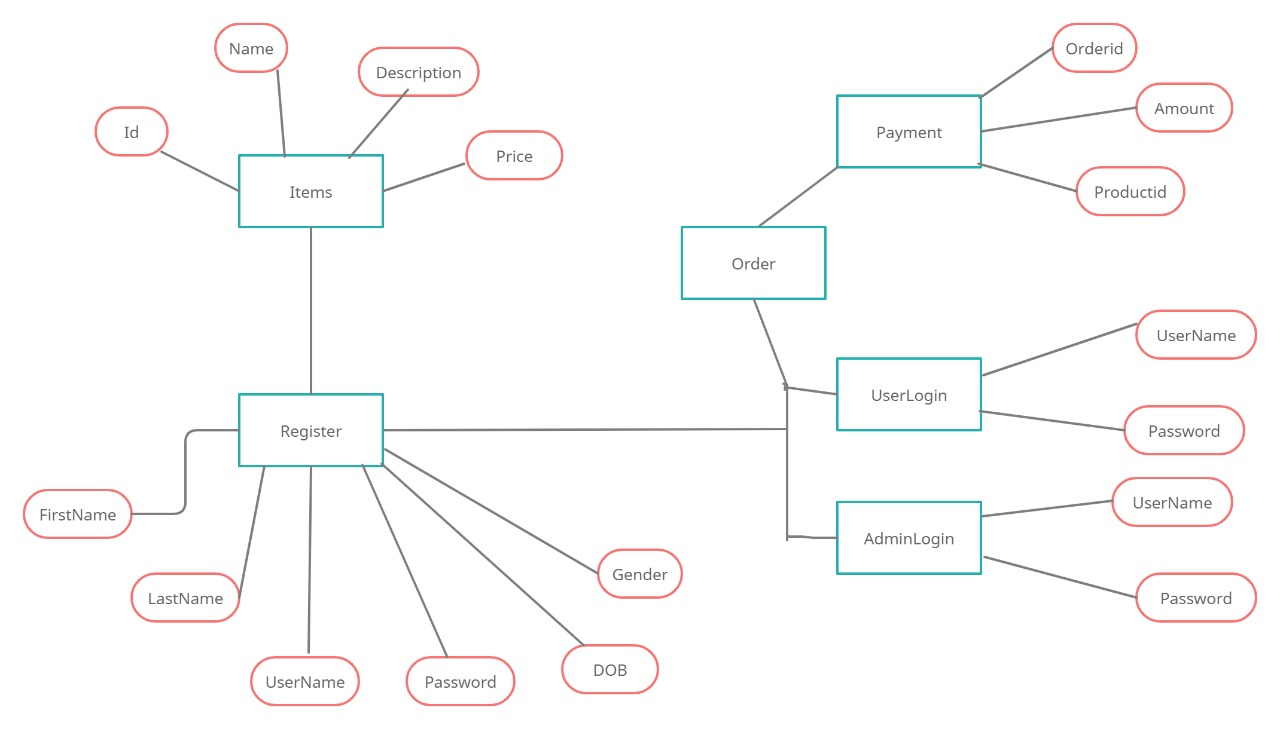 Name
Description
Id
Price
Items
Orderid
Payment
Amount
Productid
Order
UserName
UserLogin
Password
Register
FirstName
LastName
UserName
Password
DOB
Gender
AdminLogin
UserName
Password